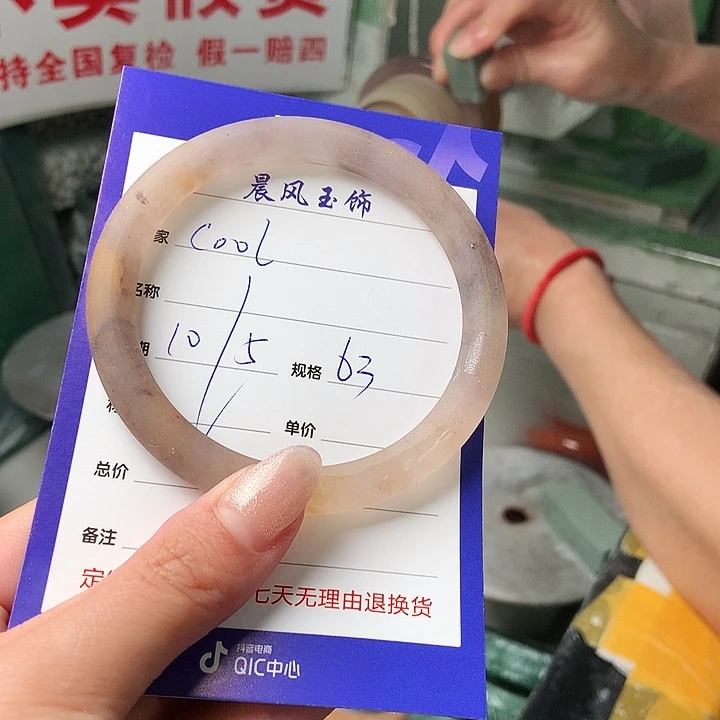 持全国复检 假一赔四
晨风玉饰
家 Cool
名称
期 10/5 规格 63
单价
总价
备注
七天无理由退换货
抖音电商
QIC中心